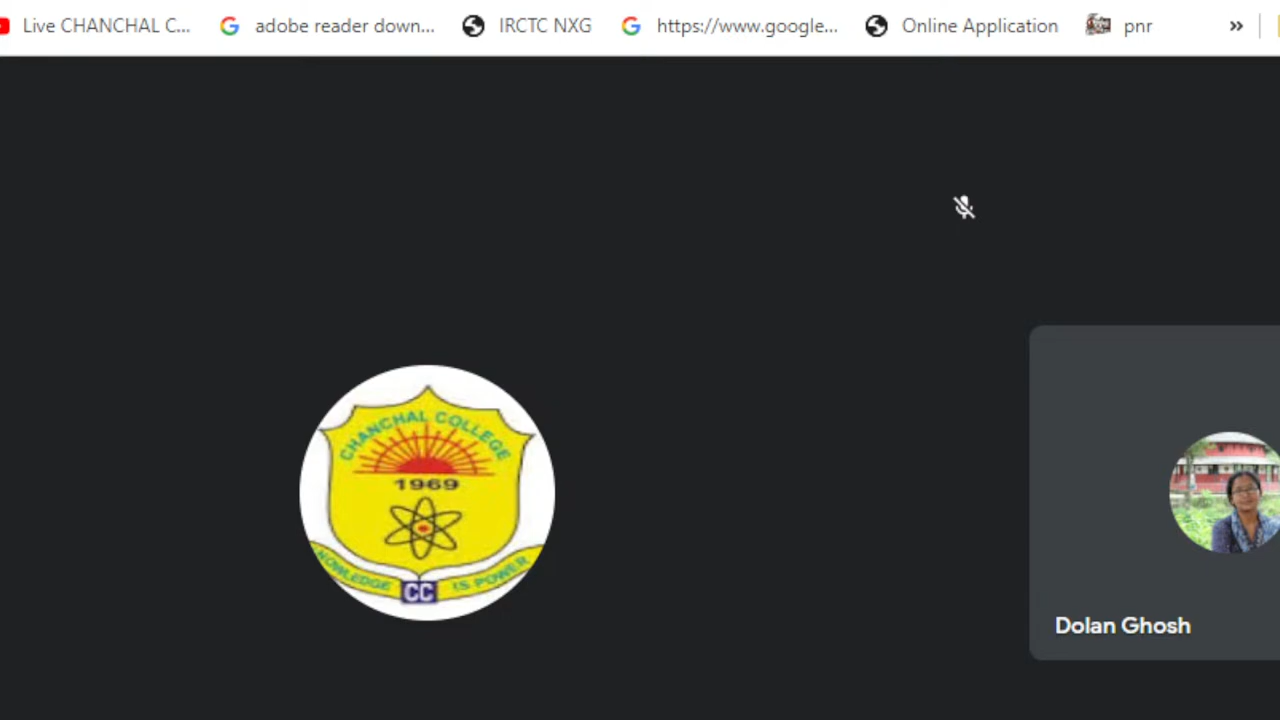 Live CHANCHAL C... adobe reader down... IRCTC NXG https://www.google... Online Application pnr »
CHANCHAL COLLEGE
1969
KNOWLEDGE CC IS POWER
Dolan Ghosh